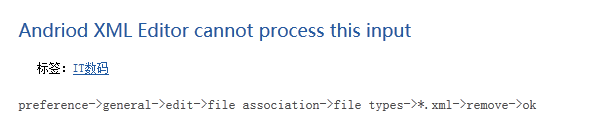 Andriod XML Editor cannot process this input
标签：IT数码
preference->general->edit->file association->file types->*.xml->remove->ok